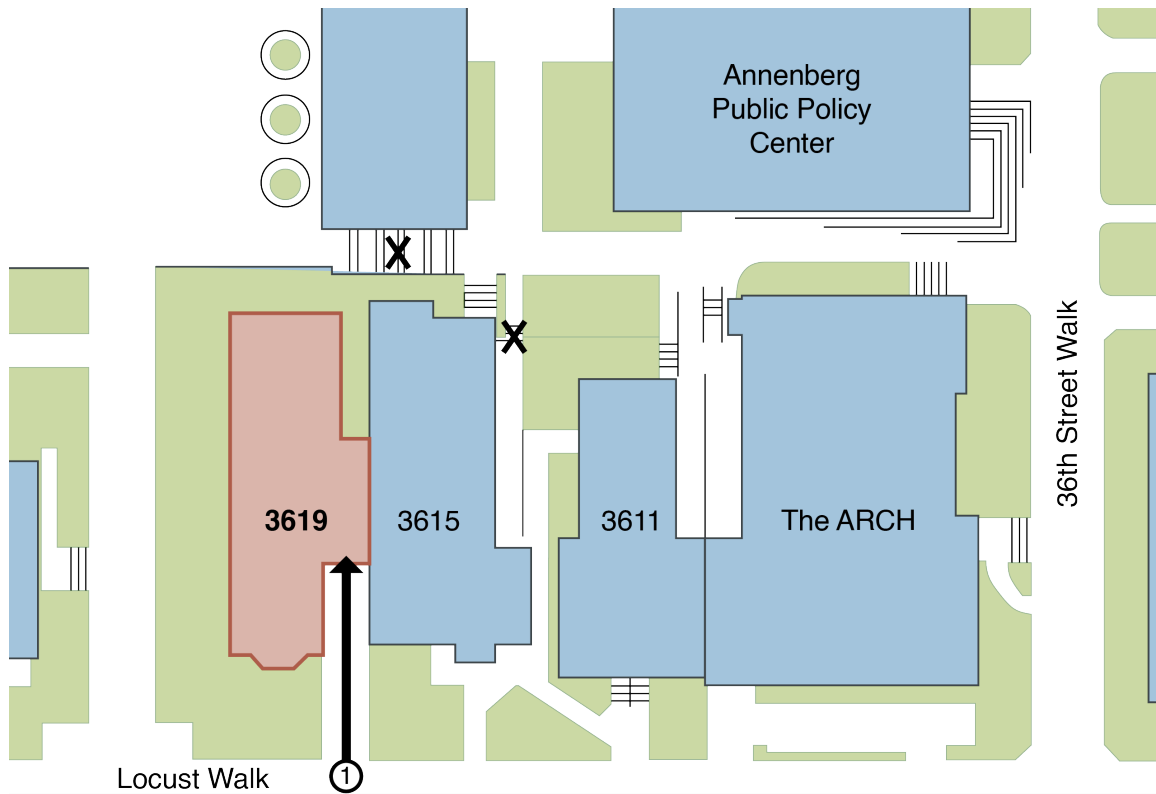 Annenberg
Public Policy
Center
36th Street Walk
3619
3615
3611
The ARCH
Locust Walk
1